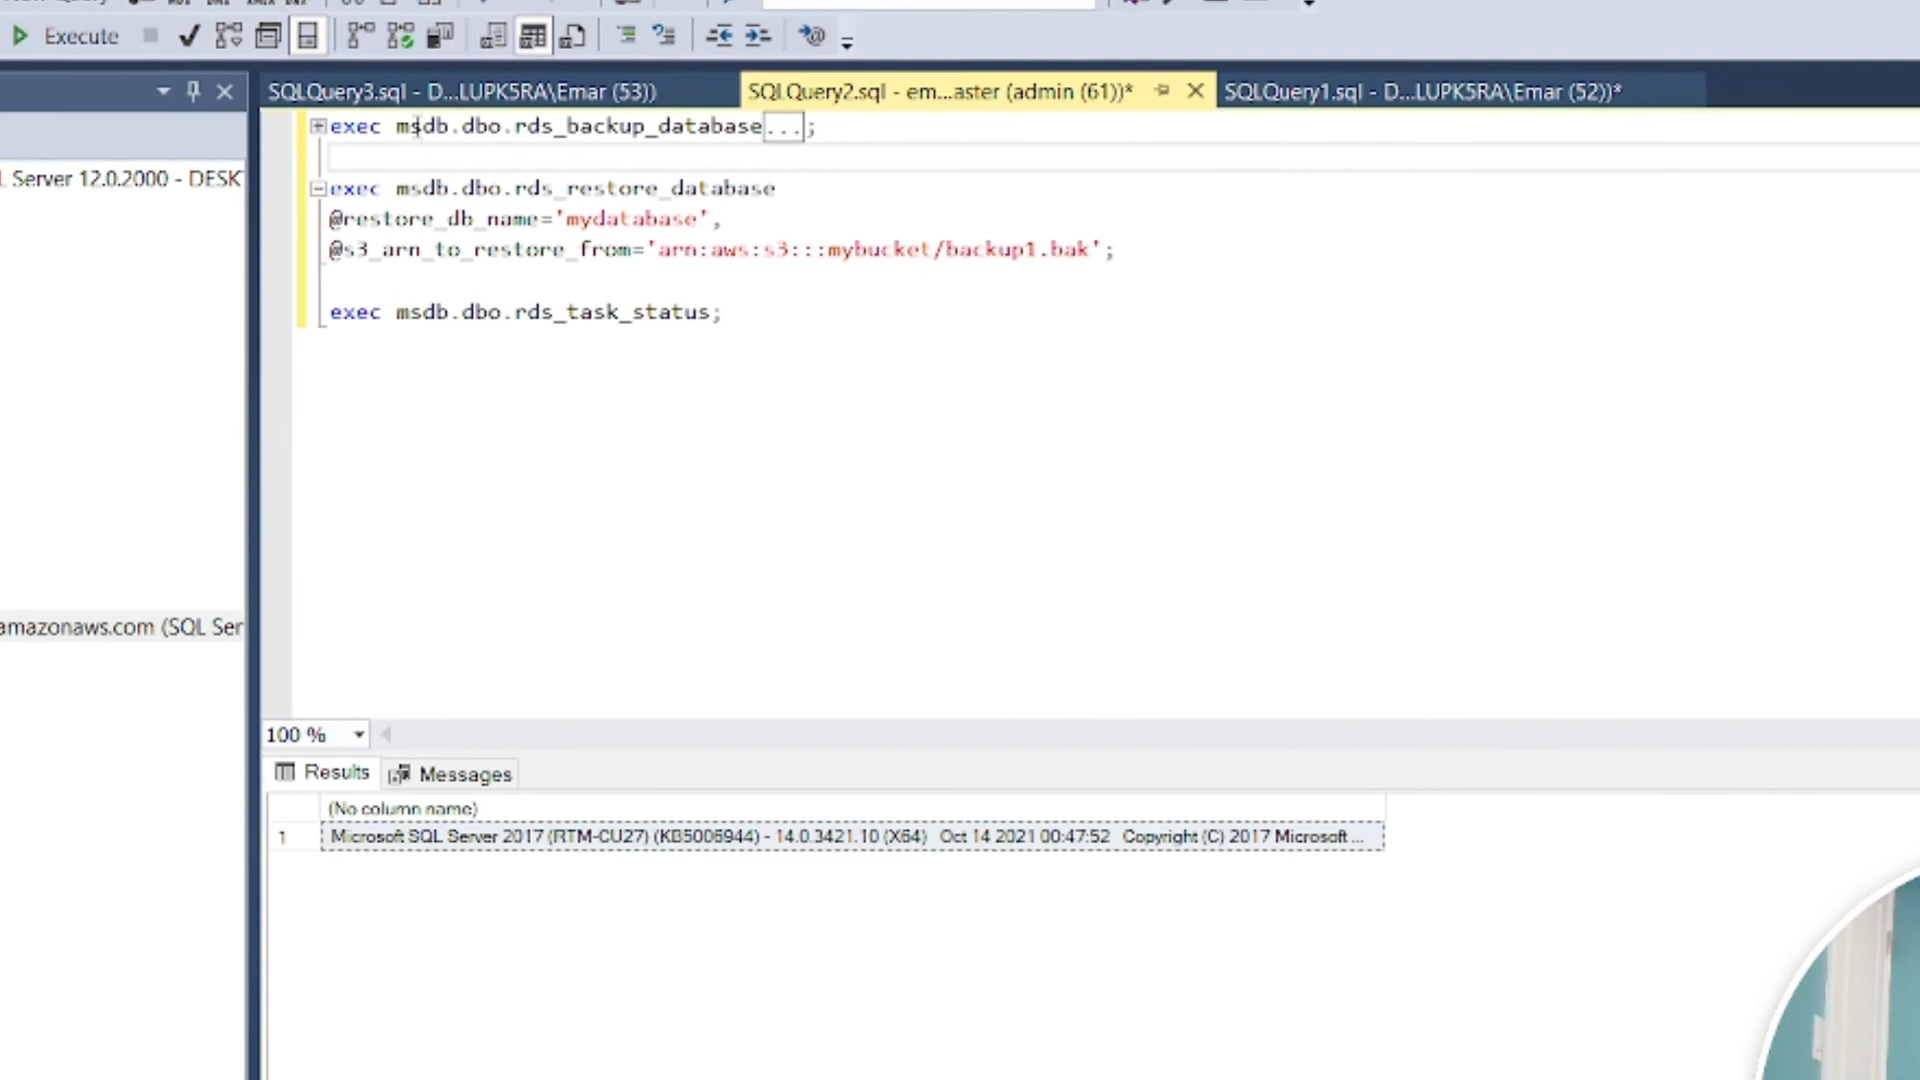 Execute
SQLQuery3.sql - D...LUPK5RA\Emar (53))
SQLQuery2.sql - em...aster (admin (61))*
SQLQuery1.sql - D...LUPK5RA\Emar (52))*
exec msdb.dbo.rds_backup_database...;
exec msdb.dbo.rds_restore_database
@restore_db_name='mydatabase',
@s3_arn_to_restore_from='arn:aws:s3:::mybucket/backup1.bak';
exec msdb.dbo.rds_task_status;
L Server 12.0.2000 - DESKT
amazonaws.com (SQL Ser
100 %
Results
Messages
(No column name)
1 Microsoft SQL Server 2017 (RTM-CU27) (KB5006944) - 14.0.3421.10 (X64) Oct 14 2021 00:47:52 Copyright (C) 2017 Microsoft ...